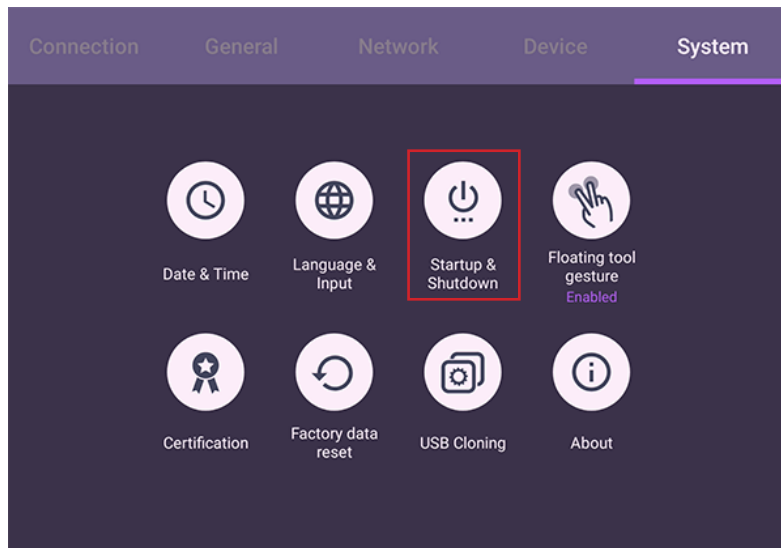 Connection General Network Device System
Date & Time
Language &
Input
Startup &
Shutdown
Floating tool
gesture
Enabled
Certification
Factory data
reset
USB Cloning
About